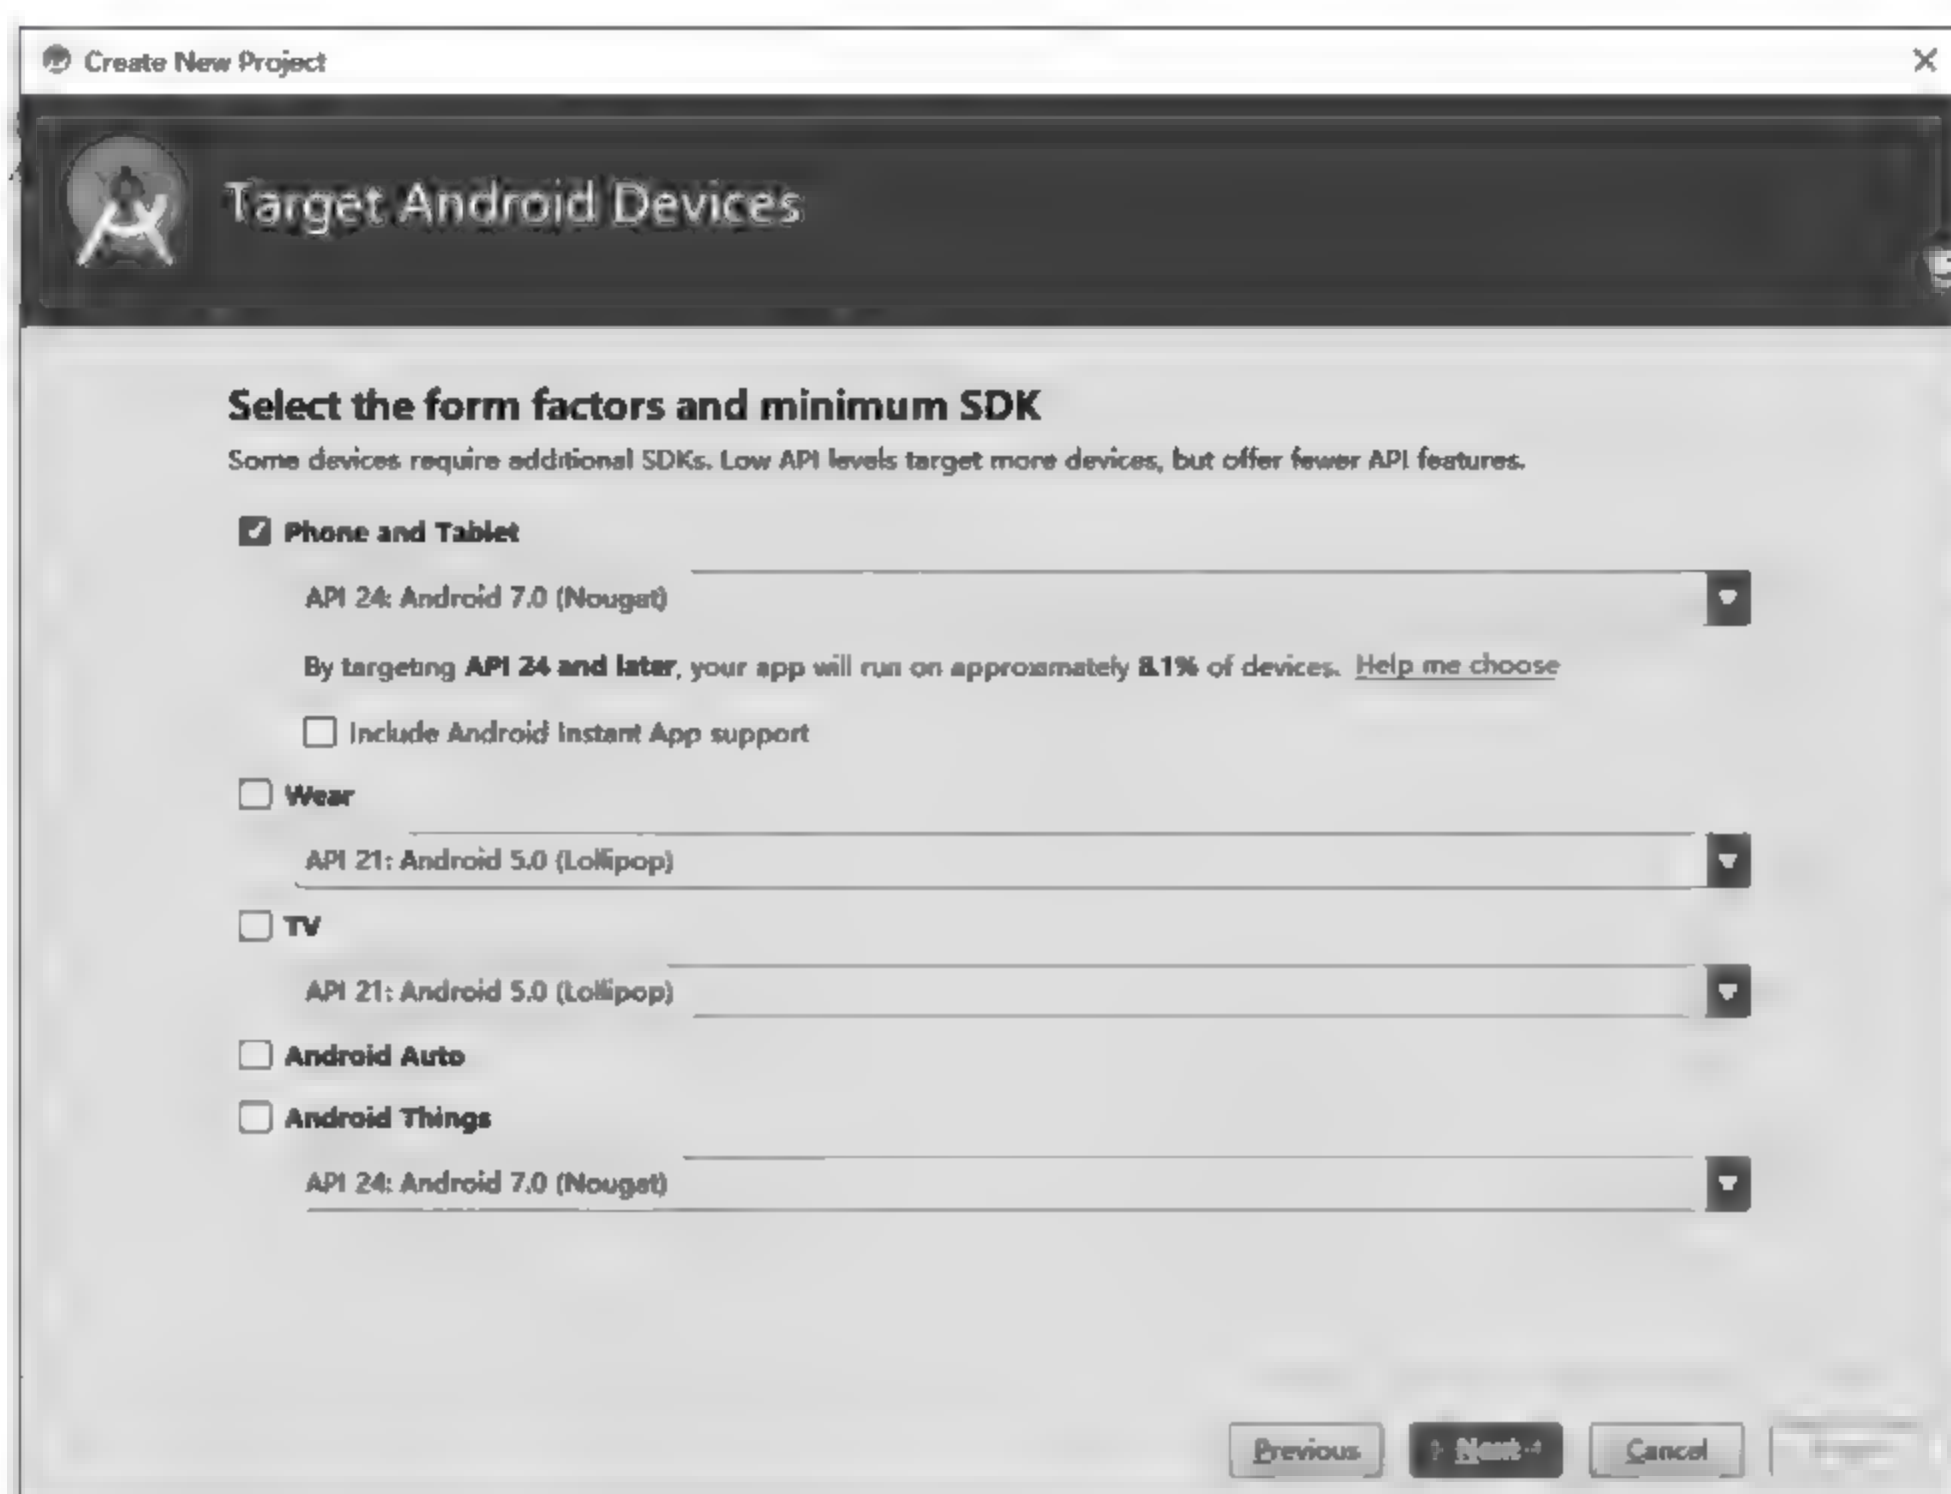 Create New Project
Target Android Devices
Select the form factors and minimum SDK
Some devices require additional SDKs. Low API levels target more devices, but offer fewer API features.
Phone and Tablet
API 24: Android 7.0 (Nougat)
By targeting API 24 and later, your app will run on approximately 8.1% of devices. Help me choose
Include Android Instant App support
Wear
API 21: Android 5.0 (Lollipop)
TV
API 21: Android 5.0 (Lollipop)
Android Auto
Android Things
API 24: Android 7.0 (Nougat)
Previous Next Cancel